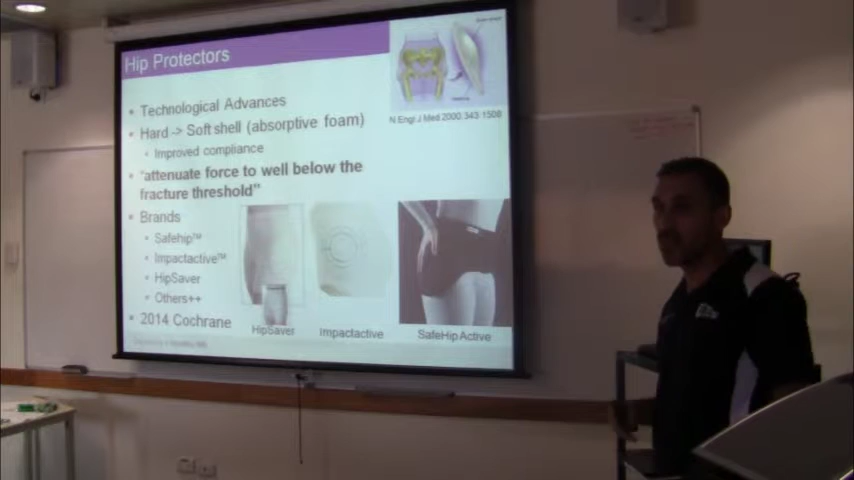 Hip Protectors
Technological Advances
Hard -> Soft shell (absorptive foam)
Improved compliance
"attenuate force to well below the
fracture threshold"
Brands
Safehip™
Impactactive™
HipSaver
Others++
2014 Cochrane
N Engl J Med 2000;343:1506
HipSaver
Impactactive
SafeHip Active